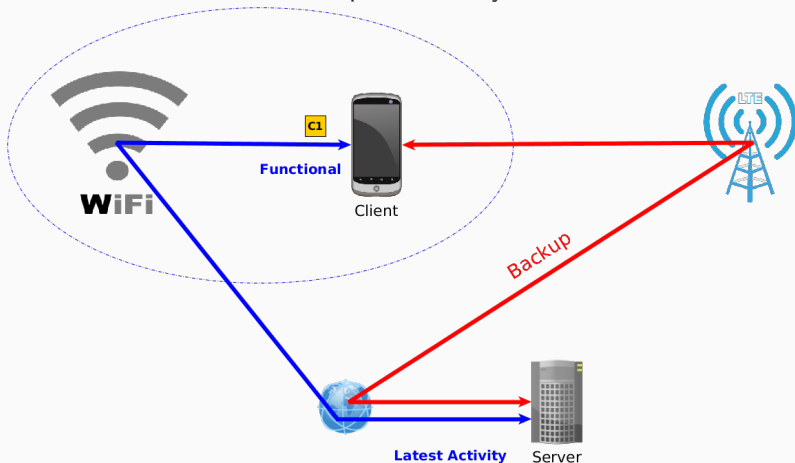 LTE
C1
Functional
WiFi
Client
Backup
Latest Activity
Server